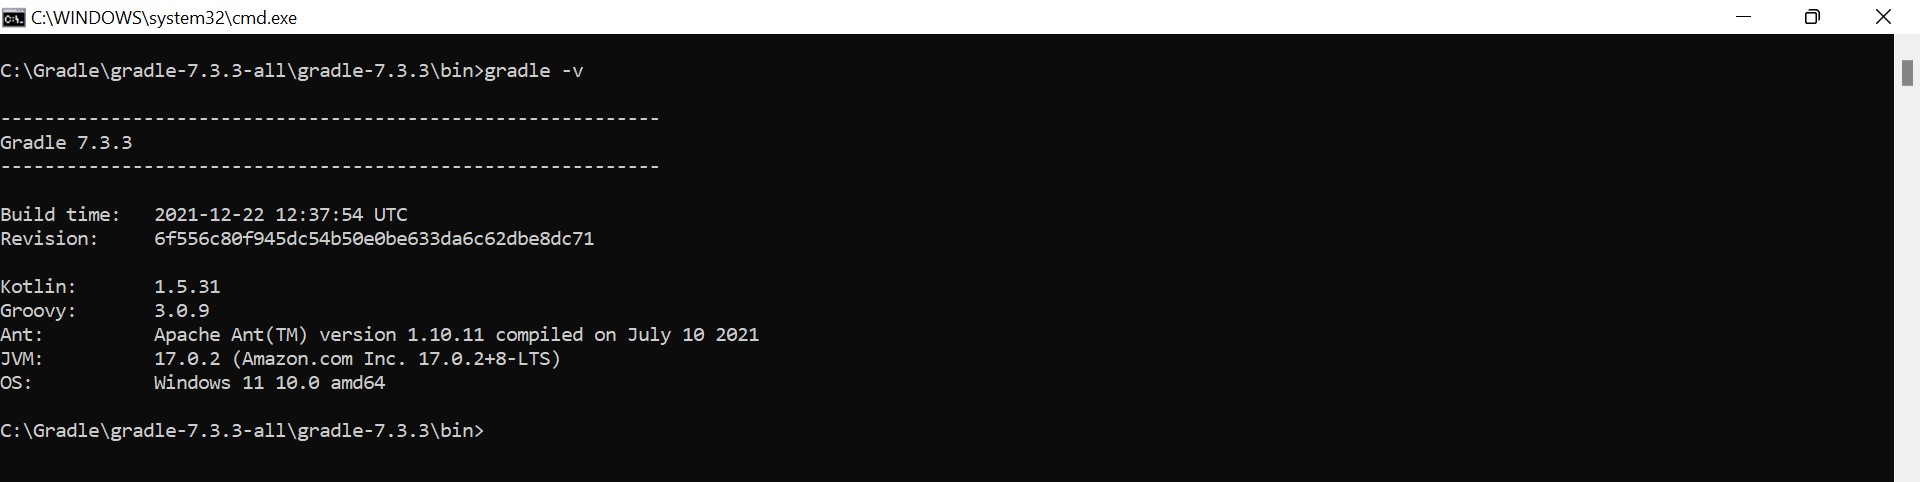 C:\WINDOWS\system32\cmd.exe
C:\Gradle\gradle-7.3.3-all\gradle-7.3.3\bin>gradle -v
------------------------------------------------------------
Gradle 7.3.3
------------------------------------------------------------
Build time:   2021-12-22 12:37:54 UTC
Revision:     6f556c80f945dc54b50e0be633da6c62dbe8dc71
Kotlin:       1.5.31
Groovy:       3.0.9
Ant:          Apache Ant(TM) version 1.10.11 compiled on July 10 2021
JVM:          17.0.2 (Amazon.com Inc. 17.0.2+8-LTS)
OS:           Windows 11 10.0 amd64
C:\Gradle\gradle-7.3.3-all\gradle-7.3.3\bin>